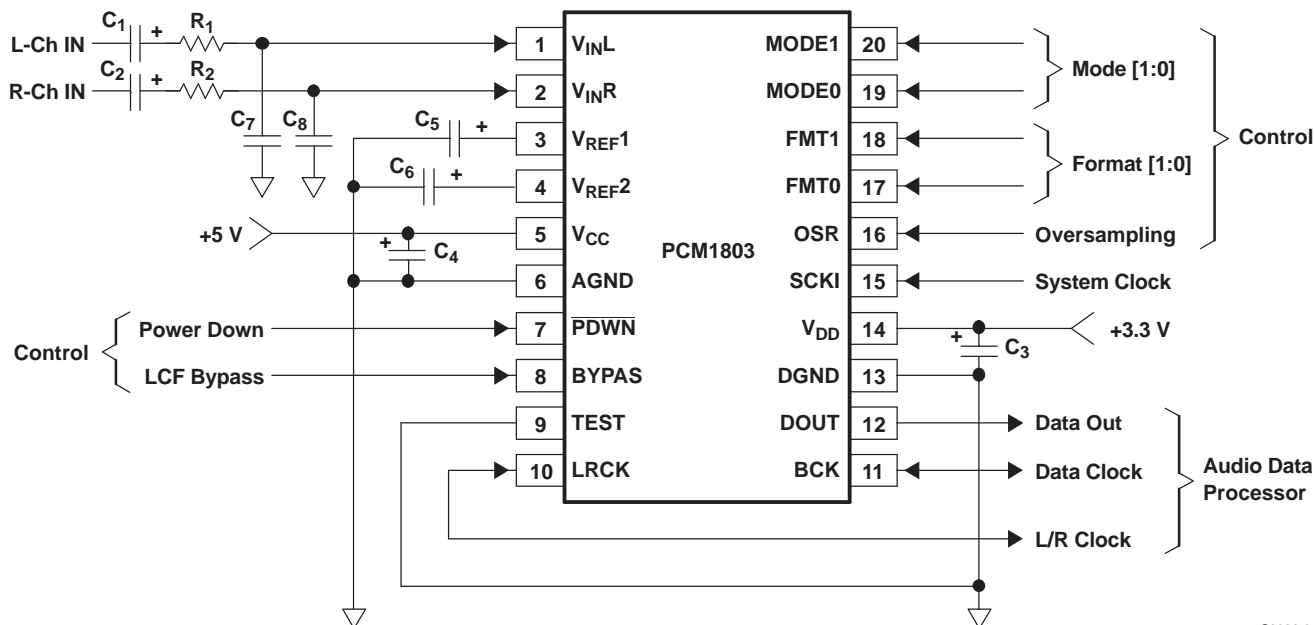 L-Ch IN
C1
+
R1
R-Ch IN
C2
+
R2
C7
C8
C5
+
C6
+
+5 V
+
C4
Control
Power Down
LCF Bypass
1 VINL
2 VINR
3 VREF1
4 VREF2
5 VCC
6 AGND
7 PDWN
8 BYPAS
9 TEST
10 LRCK
PCM1803
MODE1 20
MODE0 19
FMT1 18
FMT0 17
OSR 16
SCKI 15
VDD 14
DGND 13
DOUT 12
BCK 11
Mode [1:0]
Format [1:0]
Control
Oversampling
System Clock
+
C3
+3.3 V
Data Out
Data Clock
L/R Clock
Audio Data
Processor